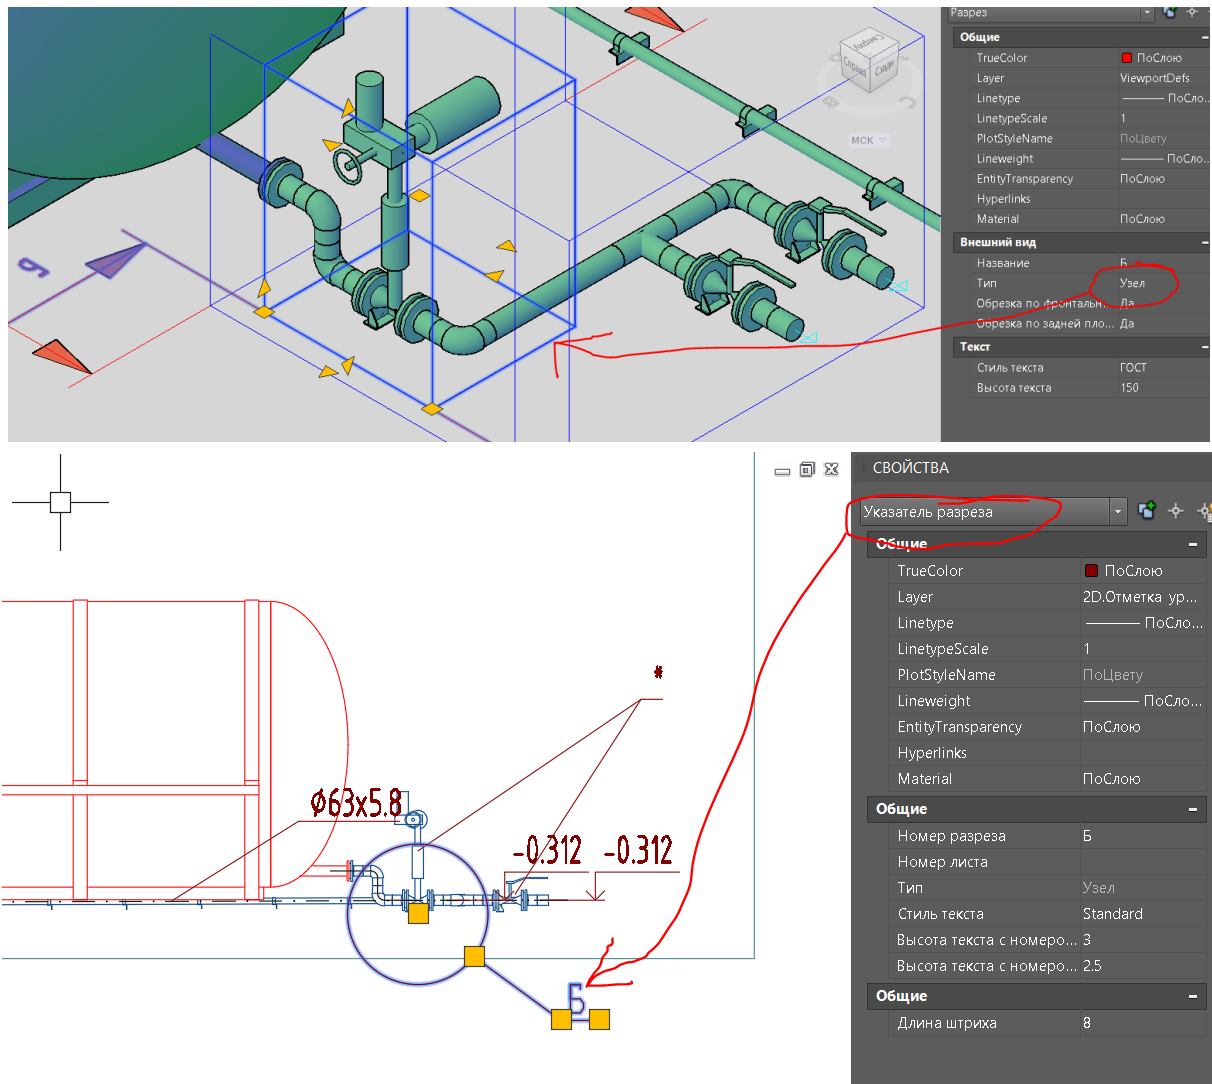 Разрез
Общие
TrueColor ПоСлою
Layer ViewportDefs
Linetype ПоСло...
LinetypeScale 1
PlotStyleName ПоЦвету
Lineweight ПоСло...
EntityTransparency ПоСлою
Hyperlinks
Material ПоСлою
Внешний вид
Название Б
Тип Узел
Обрезка по фронтальн... Да
Обрезка по задней пло... Да
Текст
Стиль текста ГОСТ
Высота текста 150
Сверху
Справа
Сзади
В
С
МСК
Б
СВОЙСТВА
Указатель разреза
Общие
TrueColor ПоСлою
Layer 2D.Отметка ур...
Linetype ПоСло...
LinetypeScale 1
PlotStyleName ПоЦвету
Lineweight ПоСло...
EntityTransparency ПоСлою
Hyperlinks
Material ПоСлою
Общие
Номер разреза Б
Номер листа
Тип Узел
Стиль текста Standard
Высота текста с номеро... 3
Высота текста с номеро... 2.5
Общие
Длина штриха 8
*
Ø63x5.8
-0.312 -0.312
Б